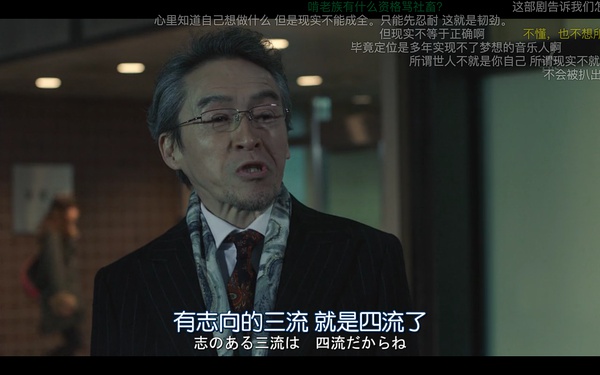 啃老族有什么资格骂社畜?
这部剧告诉我们怎
心里知道自己想做什么 但是现实不能成全。只能先忍耐 这就是韧劲。
但现实不等于正确啊
不懂，也不想所
毕竟定位是多年实现不了梦想的音乐人啊
所谓世人不就是你自己 所谓现实不就
不会被扒出
有志向的三流 就是四流了
志のある三流は 四流だからね